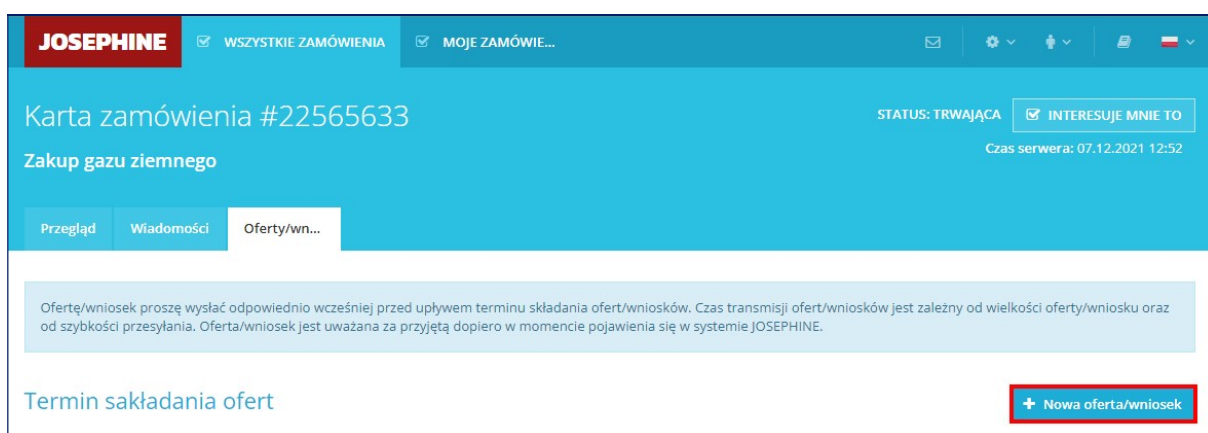 JOSEPHINE WSZYSTKIE ZAMÓWIENIA MOJE ZAMÓWIE...
Karta zamówienia #22565633
STATUS: TRWAJĄCA INTERESUJE MNIE TO
Zakup gazu ziemnego
Czas serwera: 07.12.2021 12:52
Przegląd Wiadomości Oferty/wn...
Ofertę/wniosek proszę wysłać odpowiednio wcześniej przed upływem terminu składania ofert/wniosków. Czas transmisji ofert/wniosków jest zależny od wielkości oferty/wniosku oraz
od szybkości przesyłania. Oferta/wniosek jest uważana za przyjętą dopiero w momencie pojawienia się w systemie JOSEPHINE.
Termin sakładania ofert
+ Nowa oferta/wniosek